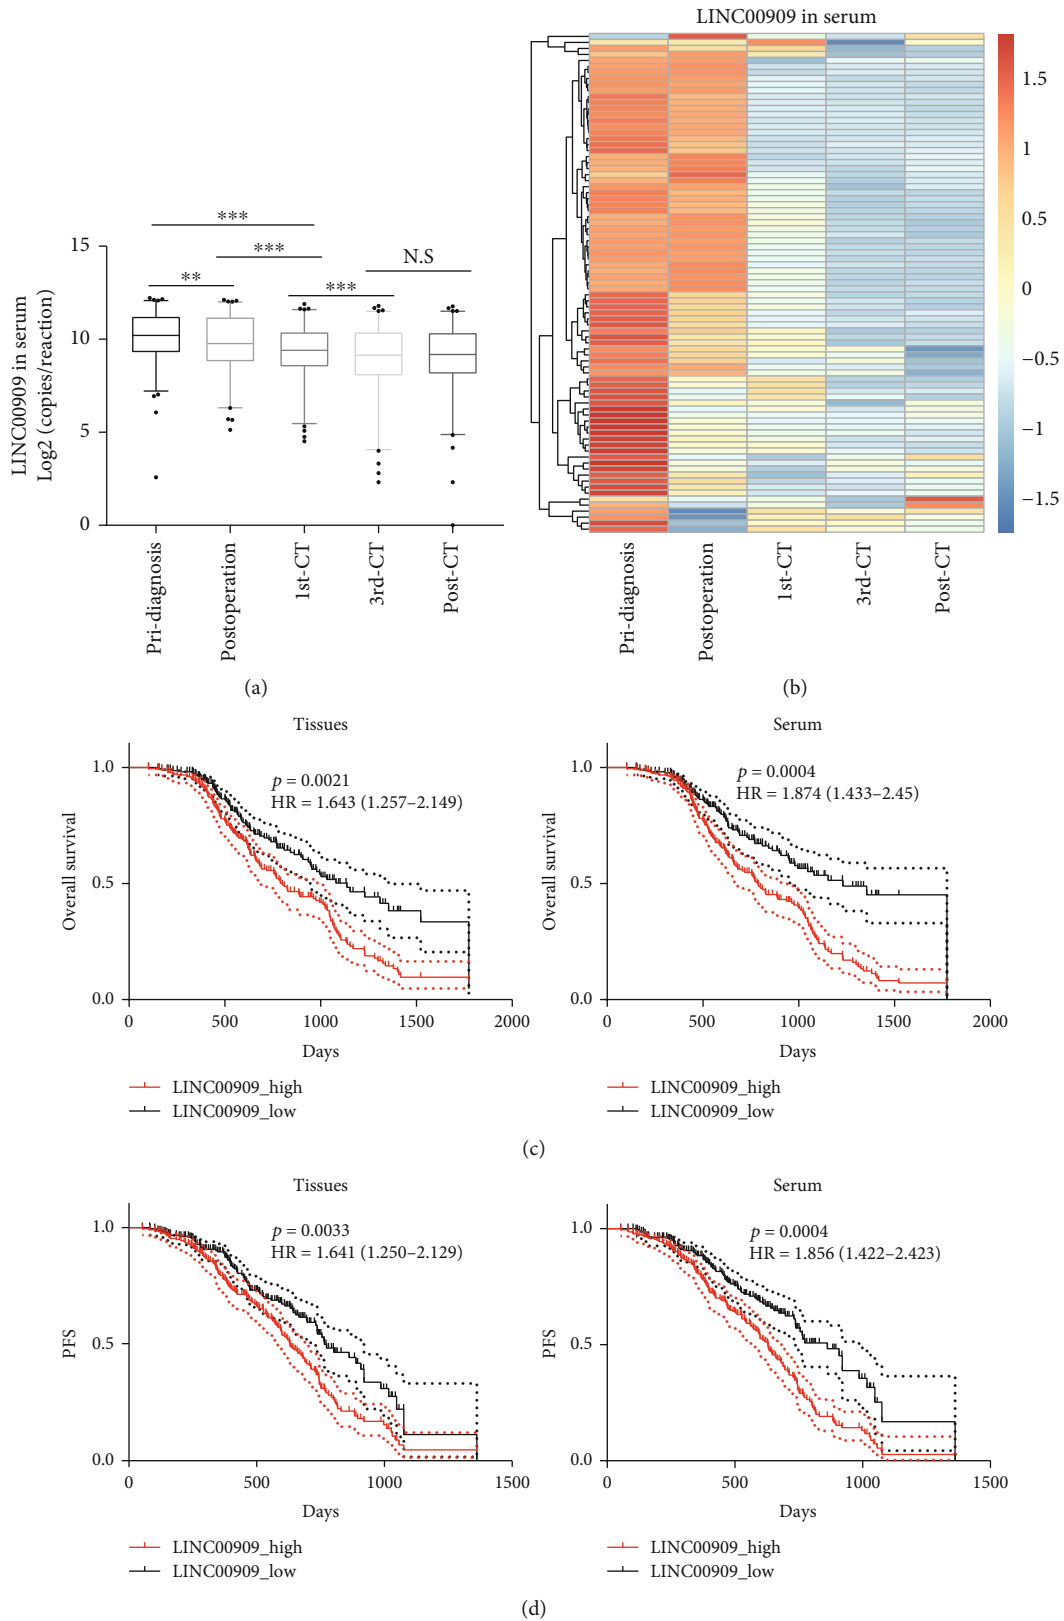 LINC00909 in serum
***
***
**
***
N.S
15
10
5
0
LINC00909 in serum
Log2 (copies/reaction)
Pri-diagnosis
Postoperation
1st-CT
3rd-CT
Post-CT
(a)
1.5
1
0.5
0
−0.5
−1
−1.5
Pri-diagnosis
Postoperation
1st-CT
3rd-CT
Post-CT
(b)
Tissues
1.0
0.5
0.0
Overall survival
p = 0.0021
HR = 1.643 (1.257–2.149)
0 500 1000 1500 2000
Days
LINC00909_high
LINC00909_low
Serum
1.0
0.5
0.0
Overall survival
p = 0.0004
HR = 1.874 (1.433–2.45)
0 500 1000 1500 2000
Days
LINC00909_high
LINC00909_low
(c)
Tissues
1.0
0.5
0.0
PFS
p = 0.0033
HR = 1.641 (1.250–2.129)
0 500 1000 1500
Days
LINC00909_high
LINC00909_low
Serum
1.0
0.5
0.0
PFS
p = 0.0004
HR = 1.856 (1.422–2.423)
0 500 1000 1500
Days
LINC00909_high
LINC00909_low
(d)